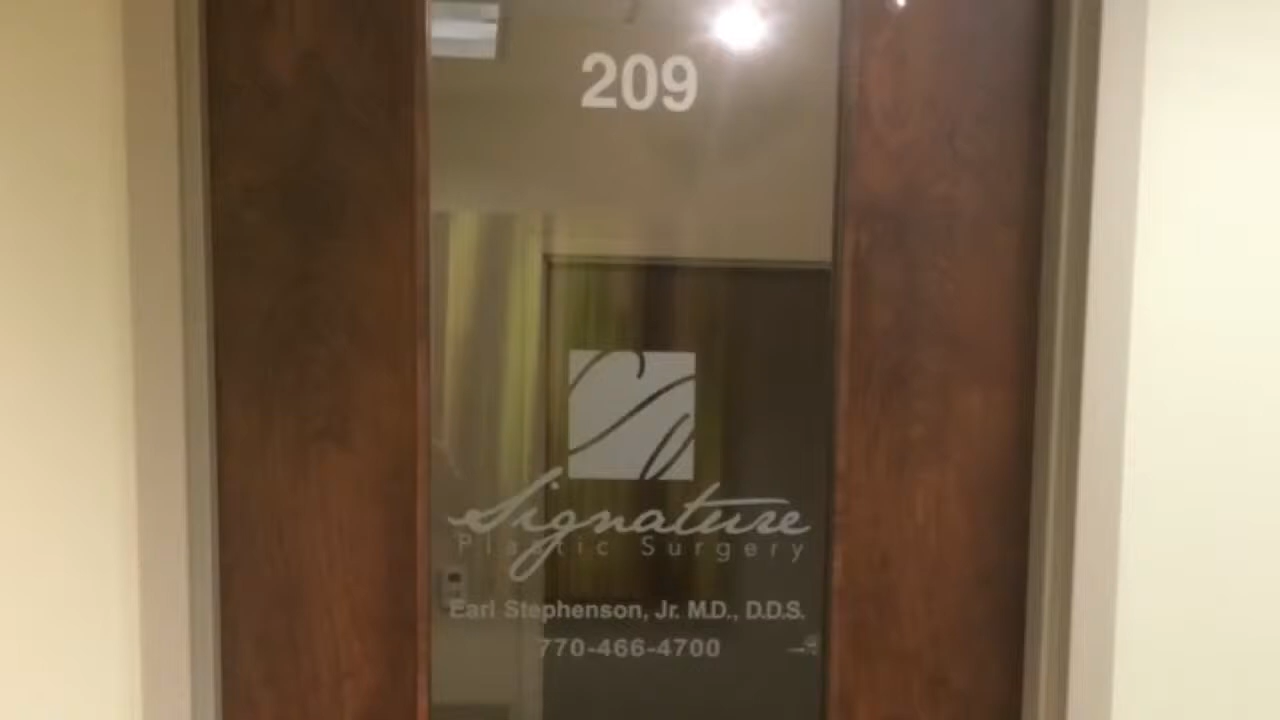 209
Signature
Plastic Surgery
Earl Stephenson, Jr. M.D., D.D.S.
770-466-4700